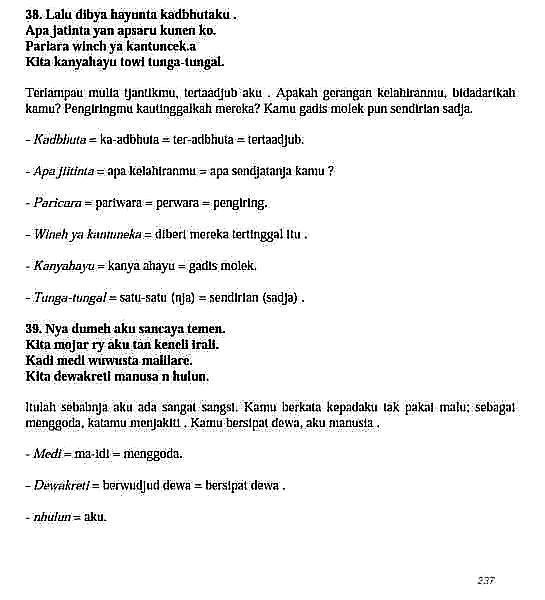 38. Lalu dibya hayunta kadbhutaku .
Apa jatinta yan apsaru kunen ko.
Pariara winch ya kantuncek.a
Kita kanyahayu towi tunga-tungal.
Terlampau mulia tjantikmu, tertaadjub aku . Apakah gerangan kelahiranmu, bidadarikah
kamu? Pengiringmu kautinggalkah mereka? Kamu gadis molek pun sendirian sadja.
- Kadbhuta = ka-adbhuta = ter-adbhuta = tertaadjub.
- Apa jiitinta = apa kelahiranmu = apa sendjatanja kamu ?
- Paricara = pariwara = perwara = pengiring.
- Wineh ya kantuneka = diberi mereka tertinggal itu .
- Kanyahayu = kanya ahayu = gadis molek.
- Tunga-tungal = satu-satu (nja) = sendirian (sadja) .
39. Nya dumeh aku sancaya temen.
Kita mojar ry aku tan keneli irali.
Kadi medi wuwusta malilare.
Kita dewakreti manusa n hulun.
Itulah sebabnja aku ada sangat sangsi. Kamu berkata kepadaku tak pakai malu; sebagai
menggoda, katamu menjakiti . Kamu bersipat dewa, aku manusia .
- Medi = ma-idi = menggoda.
- Dewakreti = berwudjud dewa = bersipat dewa .
- nhulun = aku.
237